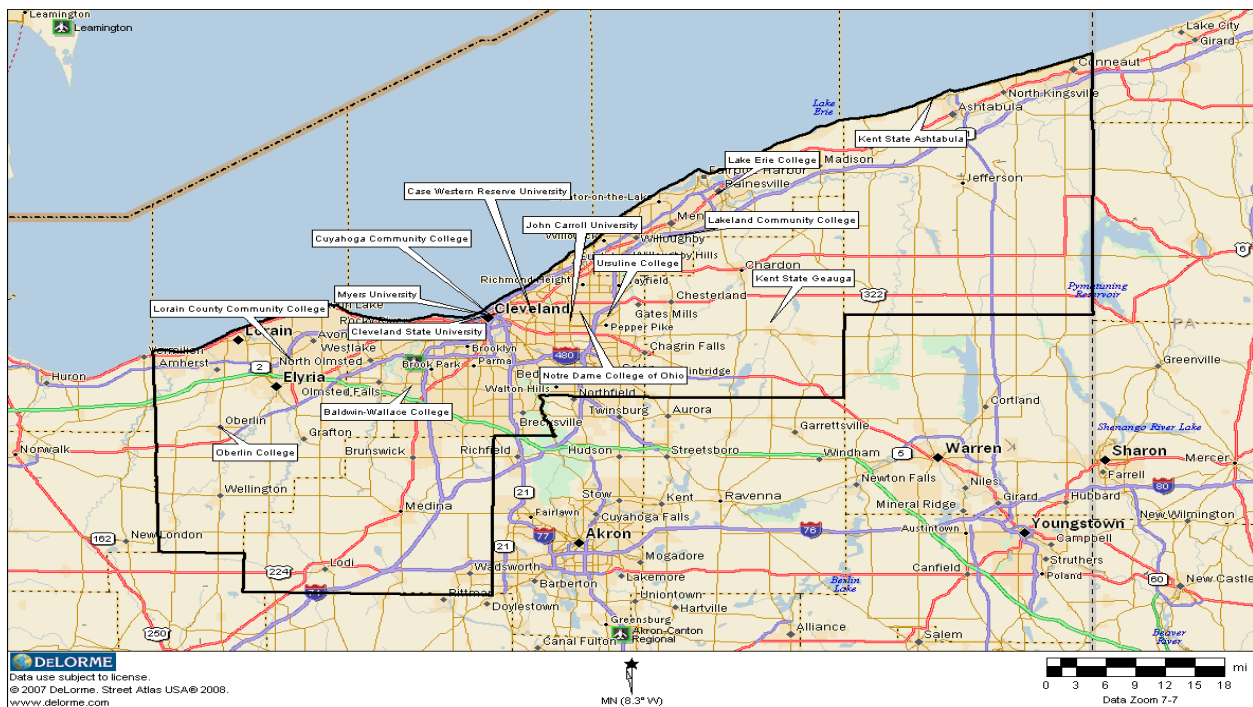 Leamington
Leamington
Lake City
Girard
Conneaut
North Kingsville
Lake
Erie
Ashtabula
Kent State Ashtabula
Lake Erie College
Madison
Painesville
Jefferson
Case Western Reserve University
John Carroll University
Lakeland Community College
Willoughby
Cuyahoga Community College
Ursuline College
Chardon
Kent State Geauga
6
322
Pymatuning
Reservoir
PA
Myers University
Chesterland
Gates Mills
Lorain County Community College
Cleveland
Cleveland State University
Pepper Pike
Lorain
Avon
Westlake
Brooklyn
Parma
480
Chagrin Falls
Vermilion
Amherst
2
North Olmsted
Brook Park
Greenville
Huron
Elyria
Olmsted Falls
Walton Hills
Notre Dame College of Ohio
Northfield
Baldwin-Wallace College
Twinsburg
Aurora
Cortland
Oberlin
Brecksville
Garrettsville
Shenango River Lake
Grafton
Oberlin College
Norwalk
Brunswick
Richfield
Hudson
Streetsboro
Windham
5
Warren
Sharon
Mercer
Farrell
Wellington
21
Stow
Kent
Ravenna
Newton Falls
Niles
80
Medina
Fairlawn
Cuyahoga Falls
Mineral Ridge
Girard
Hubbard
New Wilmington
162
New London
77
Akron
76
Austintown
Youngstown
Campbell
21
Mogadore
Struthers
224
Lodi
Wadsworth
Barberton
Lakemore
Berlin
Lake
Canfield
Poland
60
New Castle
Doylestown
Uniontown
Hartville
250
Greensburg
Akron-Canton
Regional
Canal Fulton
Alliance
Salem
Beaver
River
DELORME
Data use subject to license.
© 2007 DeLorme. Street Atlas USA® 2008.
www.delorme.com
MN (8.3° W)
mi
0 3 6 9 12 15 18
Data Zoom 7-7